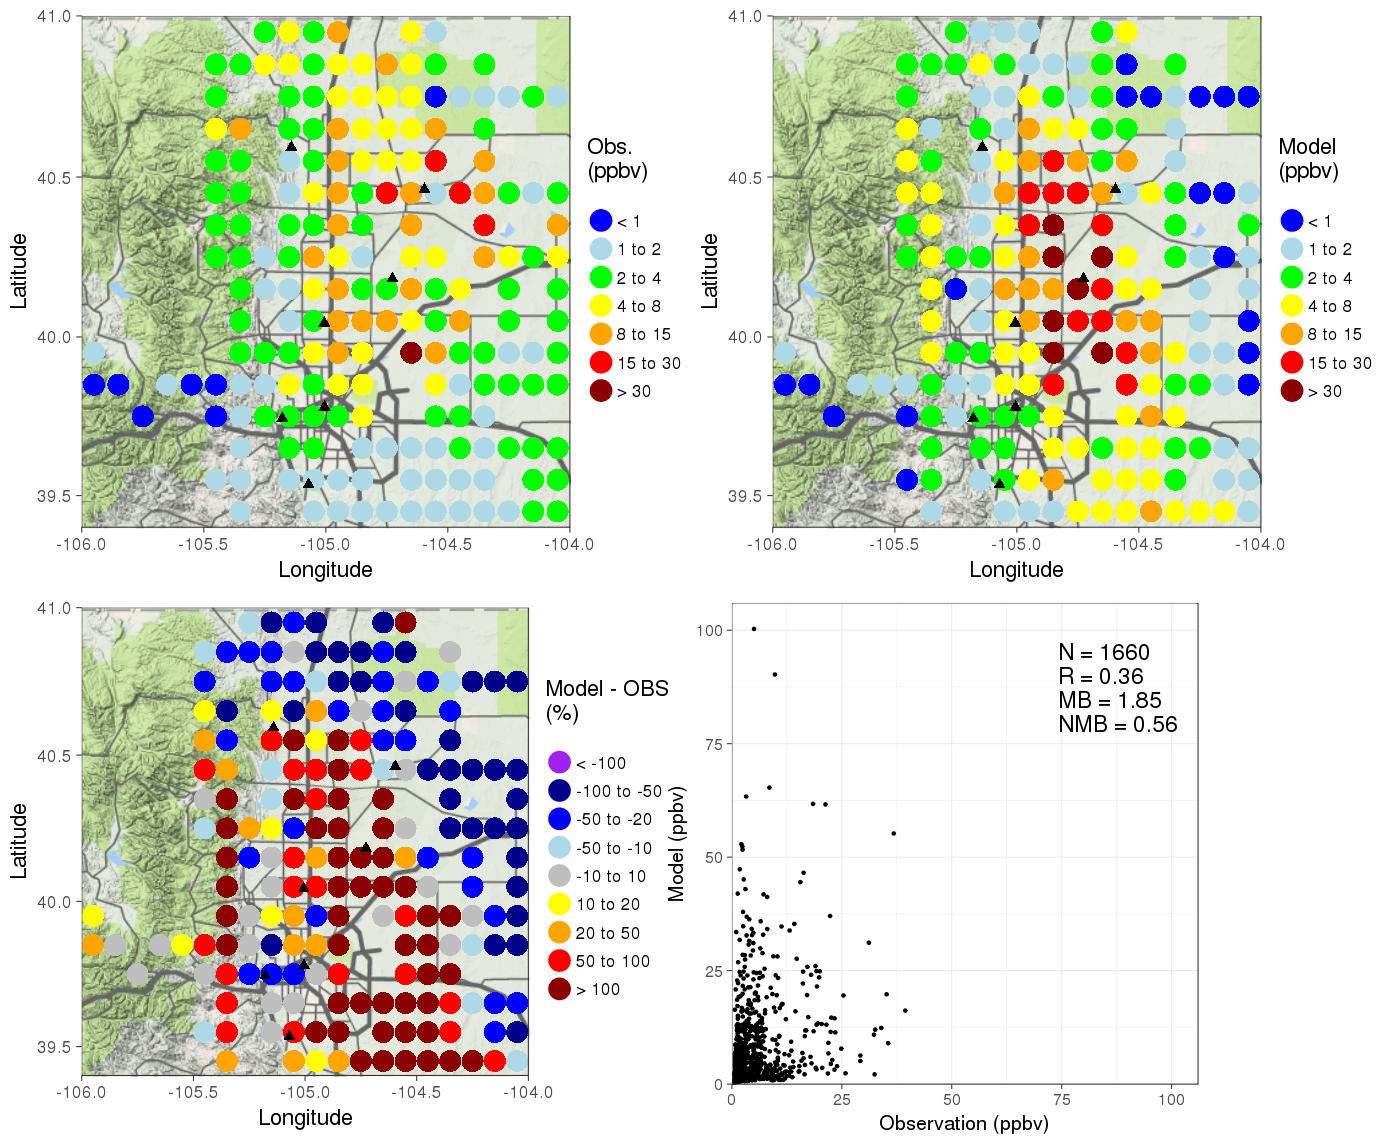 41.0
40.5
40.0
39.5
Latitude
-106.0 -105.5 -105.0 -104.5 -104.0
Longitude
Obs.
(ppbv)
< 1
1 to 2
2 to 4
4 to 8
8 to 15
15 to 30
> 30
41.0
40.5
40.0
39.5
Latitude
-106.0 -105.5 -105.0 -104.5 -104.0
Longitude
Model
(ppbv)
< 1
1 to 2
2 to 4
4 to 8
8 to 15
15 to 30
> 30
41.0
40.5
40.0
39.5
Latitude
-106.0 -105.5 -105.0 -104.5 -104.0
Longitude
Model - OBS
(%)
< -100
-100 to -50
-50 to -20
-50 to -10
-10 to 10
10 to 20
20 to 50
50 to 100
> 100
100
75
50
25
0
Model (ppbv)
N = 1660
R = 0.36
MB = 1.85
NMB = 0.56
0 25 50 75 100
Observation (ppbv)